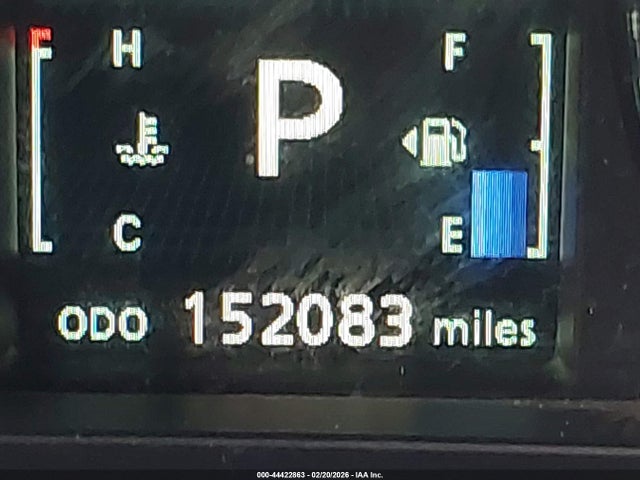 H P F
C E
ODO 152083 miles
000-44422863 - 02/20/2026 - IAA Inc.